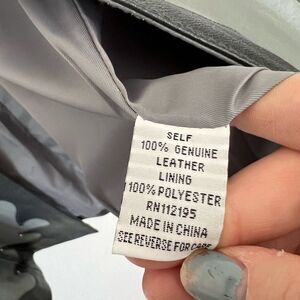 SELF
100% GENUINE
LEATHER
LINING
100% POLYESTER
RN112195
MADE IN CHINA
SEE REVERSE FOR CARE